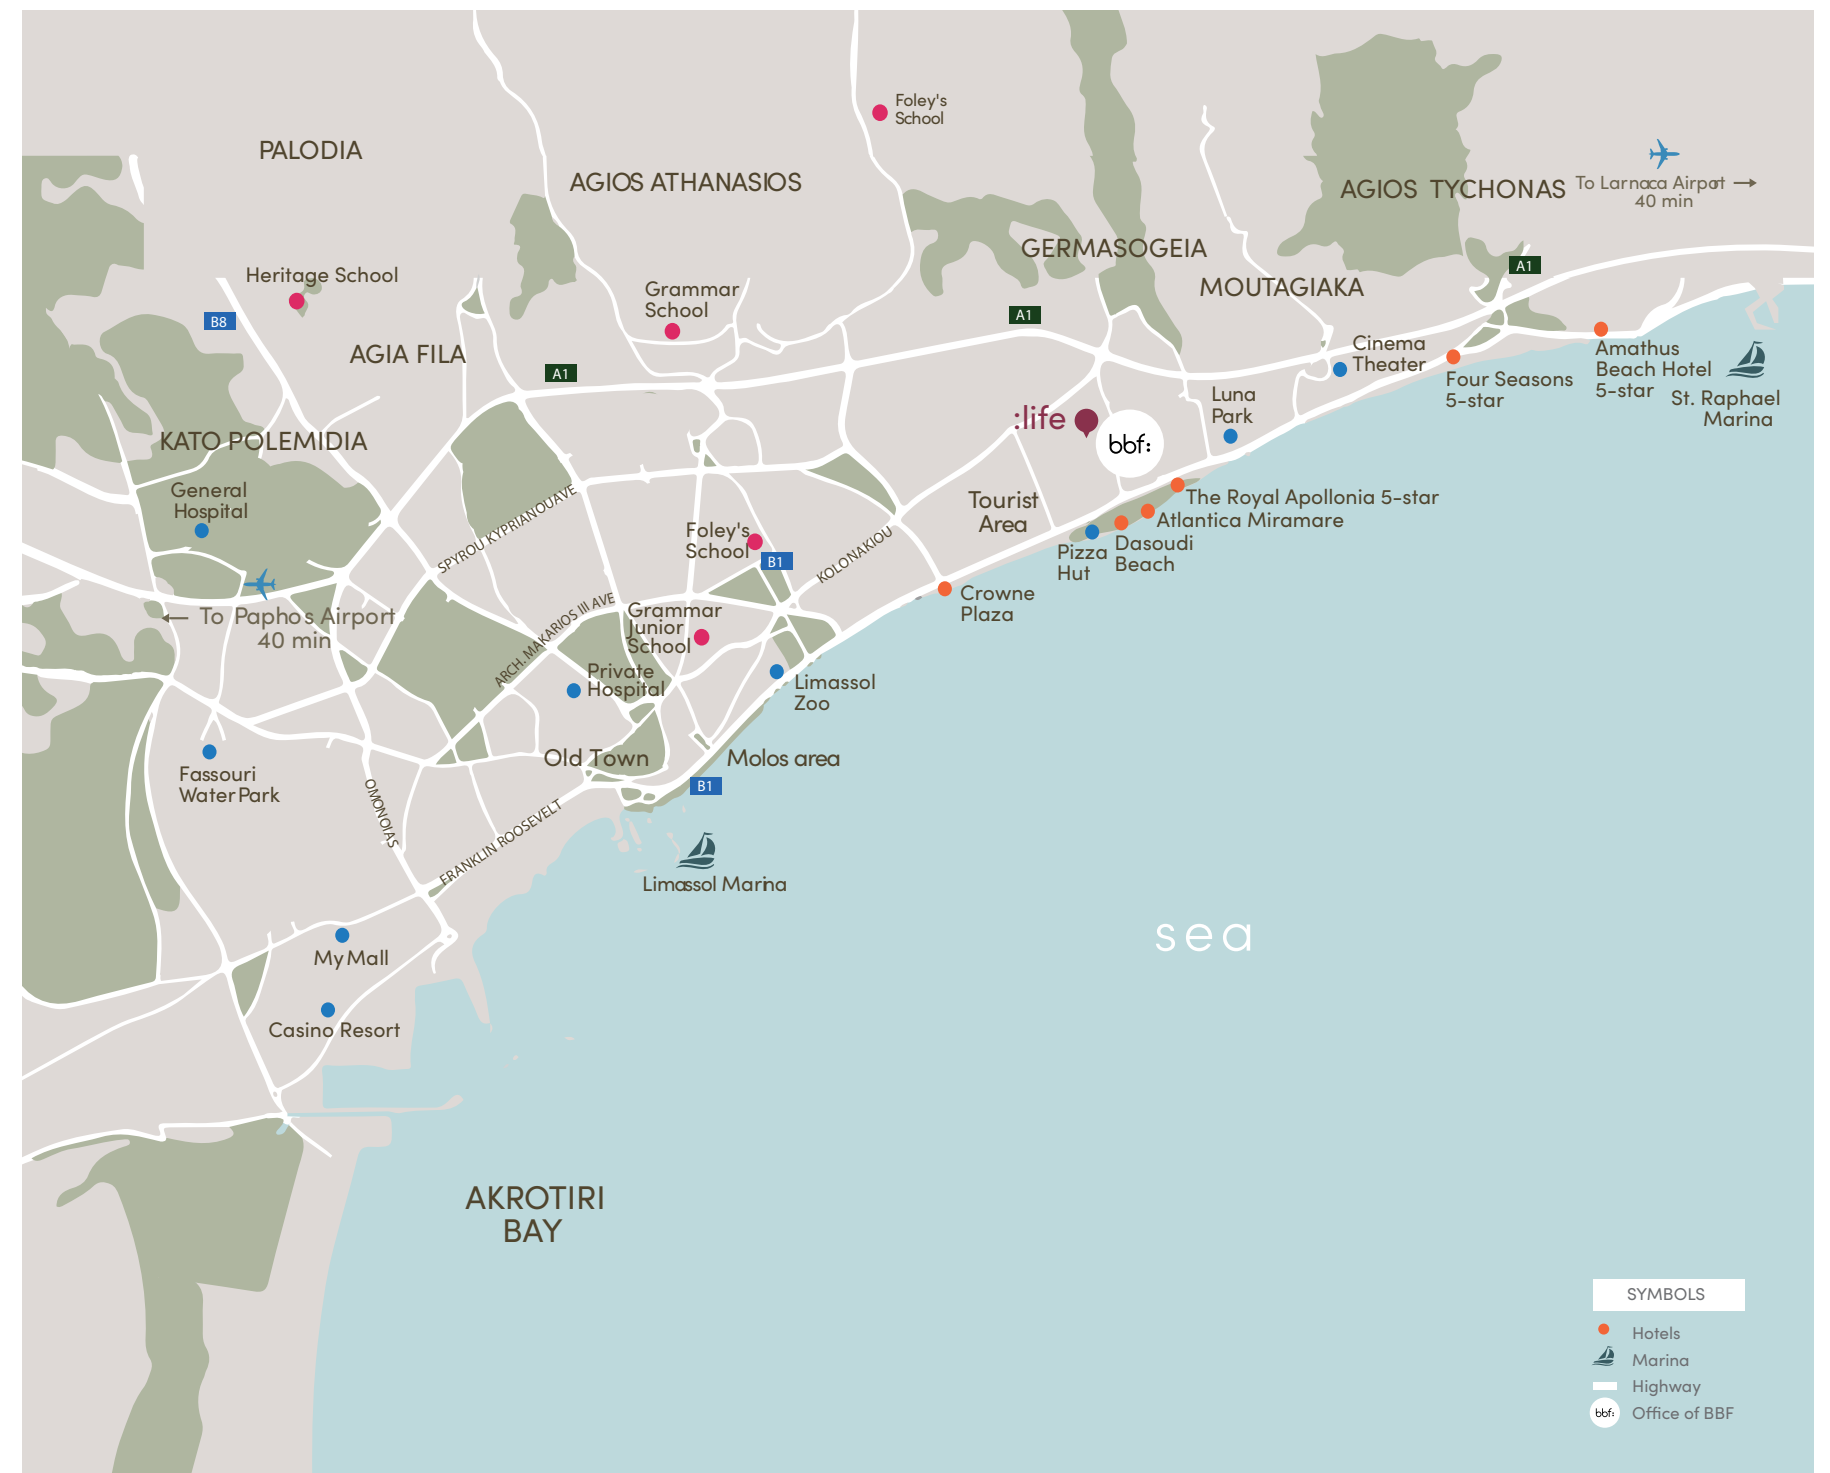 Foley's
School
PALODIA
AGIOS ATHANASIOS
AGIOS TYCHONAS
To Larnaca Airport
40 min
GERMASOGEIA
A1
Heritage School
MOUTAGIAKA
Grammar
School
B8
A1
AGIA FILA
A1
Cinema
Theater
Amathus
Beach Hotel
5-star
Four Seasons
5-star
St. Raphael
Marina
Luna
Park
:life
bbf:
KATO POLEMIDIA
General
Hospital
SPYROU KYPRIANOU AVE
Tourist
Area
The Royal Apollonia 5-star
Atlantica Miramare
Dasoudi
Beach
Pizza
Hut
Foley's
School
B1
KOLONAKIOU
Crowne
Plaza
To Paphos Airport
40 min
ARCH. MAKARIOS III AVE
Grammar
Junior
School
Private
Hospital
Limassol
Zoo
Old Town
Molos area
B1
Fassouri
Water Park
OMONOIAS
FRANKLIN ROOSEVELT
Limassol Marina
sea
My Mall
Casino Resort
AKROTIRI
BAY
SYMBOLS
Hotels
Marina
Highway
bbf:
Office of BBF